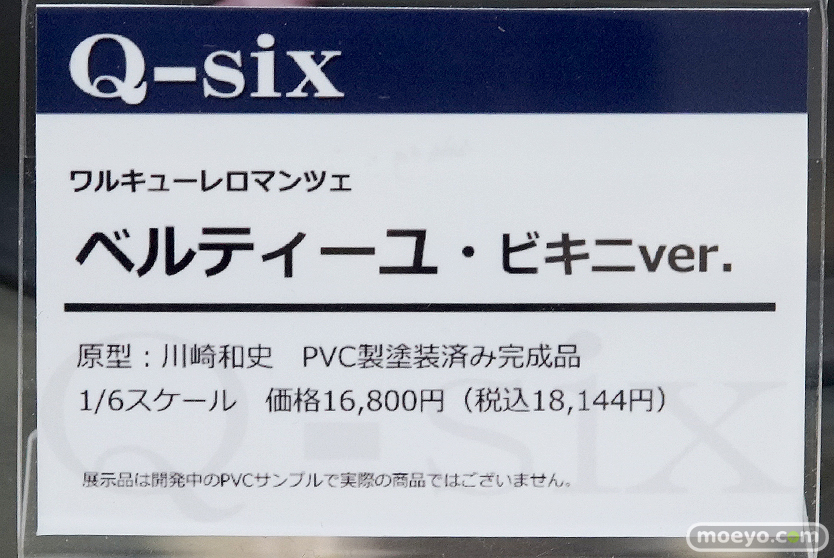 Q-six
ワルキューレロマンツェ
ベルティーユ・ビキニver.
原型：川崎和史　PVC製塗装済み完成品
1/6スケール　価格16,800円（税込18,144円）
展示品は開発中のPVCサンプルで実際の商品ではございません。
Q-six
moeyo.com